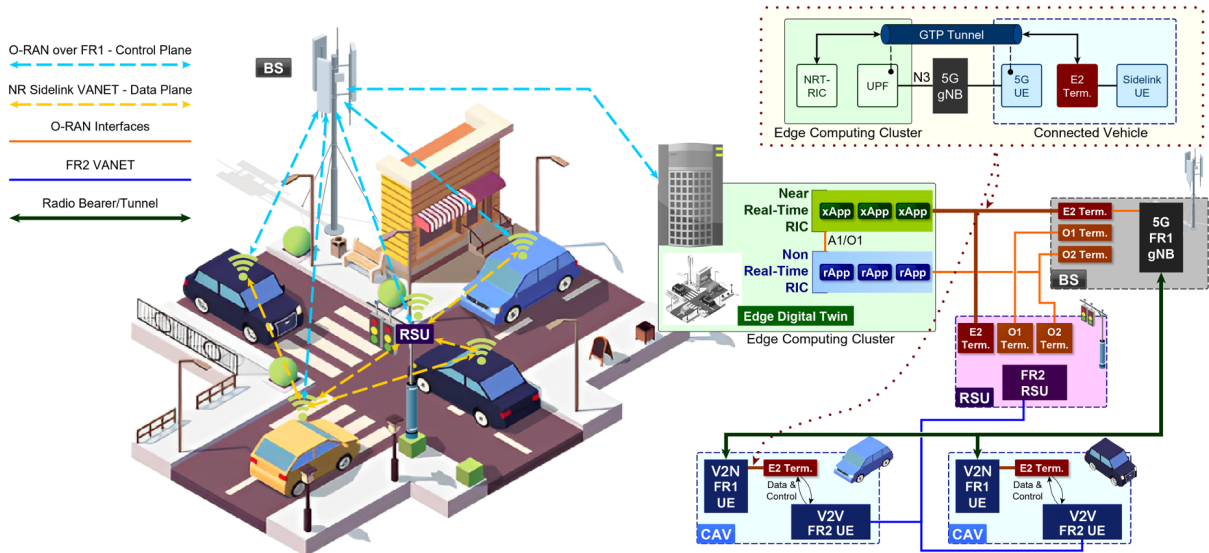 O-RAN over FR1 - Control Plane
NR Sidelink VANET - Data Plane
O-RAN Interfaces
FR2 VANET
Radio Bearer/Tunnel
BS
RSU
GTP Tunnel
NRT-
RIC
UPF
N3
5G
gNB
5G
UE
E2
Term.
Sidelink
UE
Edge Computing Cluster
Connected Vehicle
Near
Real-Time
RIC
xApp
xApp
xApp
A1/O1
Non
Real-Time
RIC
rApp
rApp
rApp
Edge Digital Twin
Edge Computing Cluster
E2 Term.
O1 Term.
O2 Term.
5G
FR1
gNB
BS
E2
Term.
O1
Term.
O2
Term.
FR2
RSU
RSU
V2N
FR1
UE
E2 Term.
Data &
Control
V2V
FR2 UE
CAV
V2N
FR1
UE
E2 Term.
Data &
Control
V2V
FR2 UE
CAV